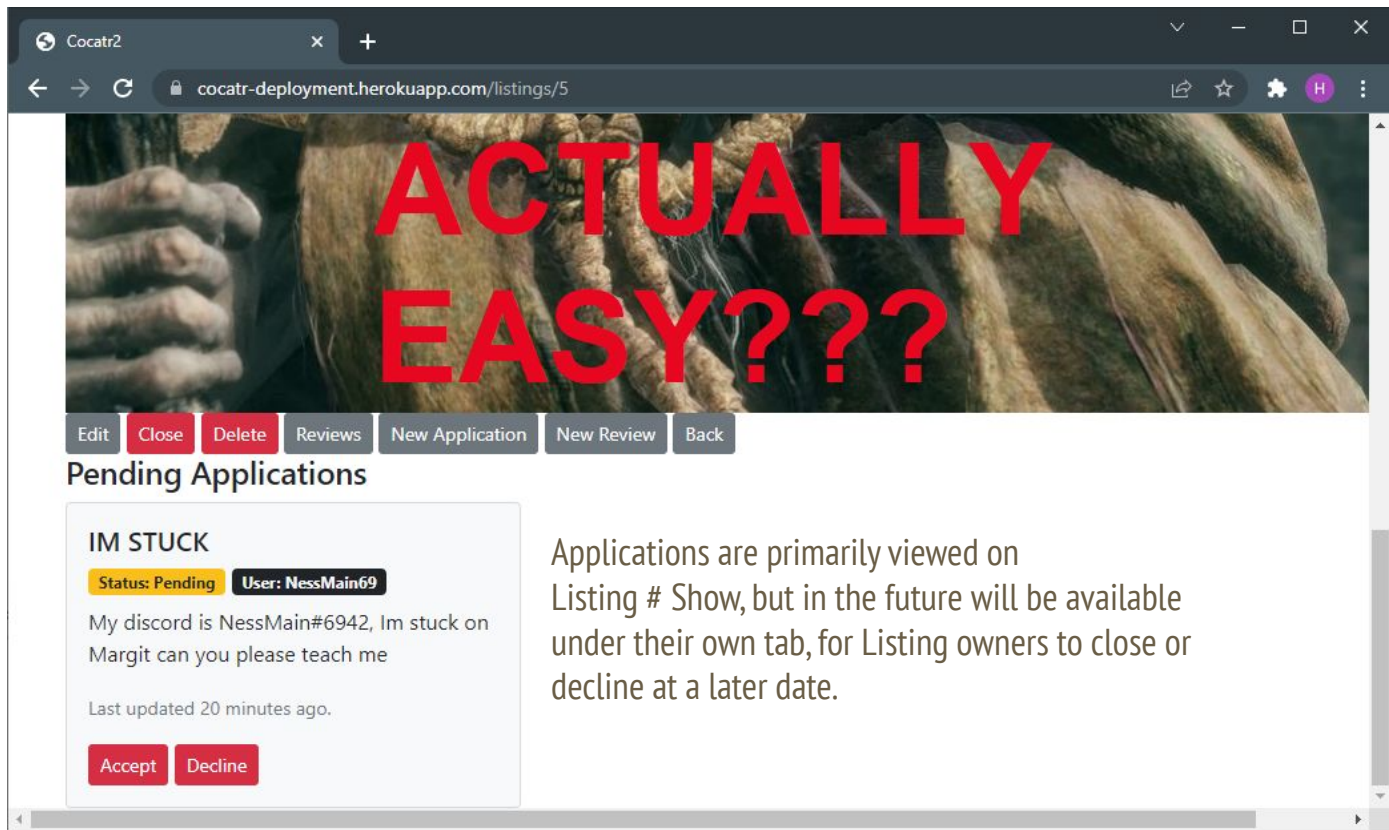 Cocatr2
cocatr-deployment.herokuapp.com/listings/5
H
ACTUALLY
EASY???
Edit Close Delete Reviews New Application New Review Back
Pending Applications
IM STUCK
Status: Pending User: NessMain69
My discord is NessMain#6942, Im stuck on
Margit can you please teach me
Last updated 20 minutes ago.
Accept Decline
Applications are primarily viewed on
Listing # Show, but in the future will be available
under their own tab, for Listing owners to close or
decline at a later date.